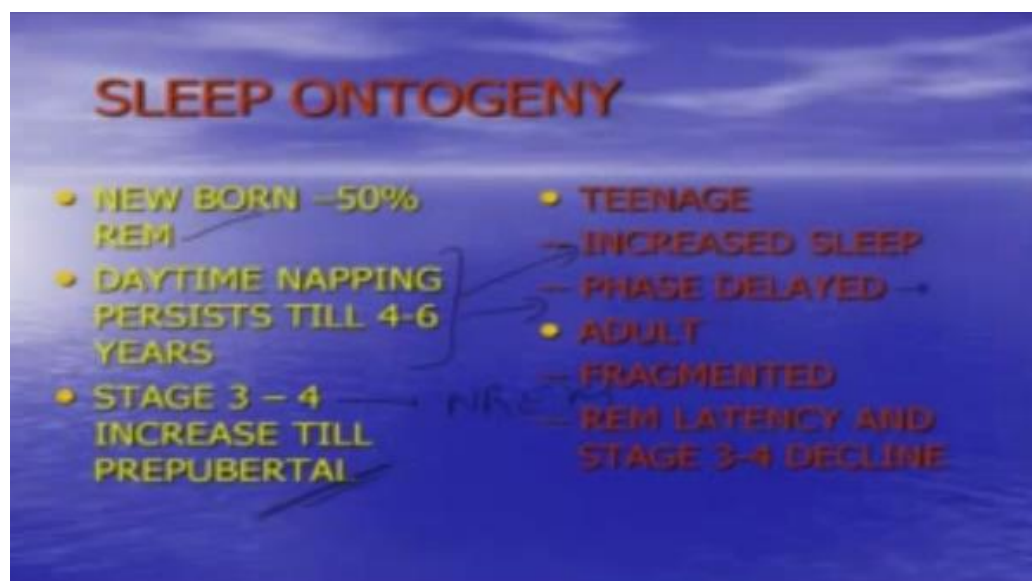 SLEEP ONTOGENY
• NEW BORN –50%
REM
• DAYTIME NAPPING
PERSISTS TILL 4-6
YEARS
• STAGE 3 – 4
INCREASE TILL
PREPUBERTAL
NREM
• TEENAGE
– INCREASED SLEEP
– PHASE DELAYED
• ADULT
– FRAGMENTED
– REM LATENCY AND
STAGE 3-4 DECLINE